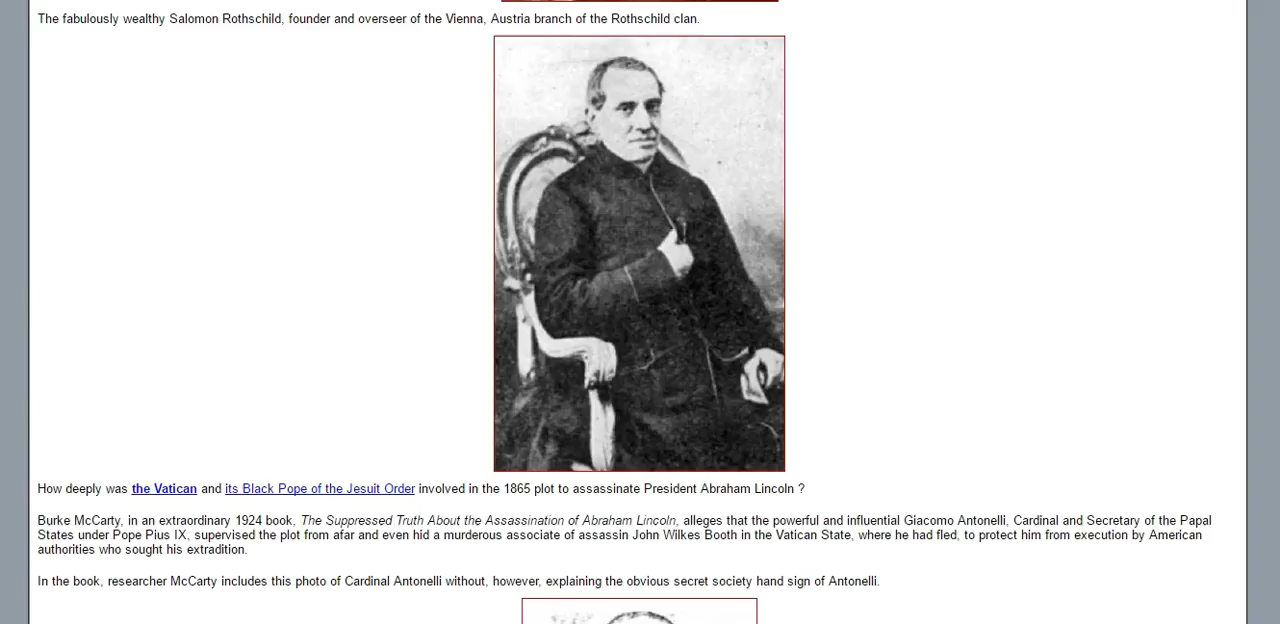 The fabulously wealthy Salomon Rothschild, founder and overseer of the Vienna, Austria branch of the Rothschild clan.
How deeply was the Vatican and its Black Pope of the Jesuit Order involved in the 1865 plot to assassinate President Abraham Lincoln ?
Burke McCarty, in an extraordinary 1924 book, The Suppressed Truth About the Assassination of Abraham Lincoln, alleges that the powerful and influential Giacomo Antonelli, Cardinal and Secretary of the Papal
States under Pope Pius IX, supervised the plot from afar and even hid a murderous associate of assassin John Wilkes Booth in the Vatican State, where he had fled, to protect him from execution by American
authorities who sought his extradition.
In the book, researcher McCarty includes this photo of Cardinal Antonelli without, however, explaining the obvious secret society hand sign of Antonelli.